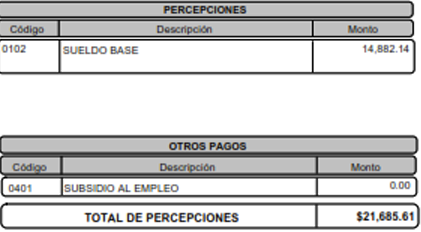 PERCEPCIONES
Código Descripción Monto
0102 SUELDO BASE 14,882.14
OTROS PAGOS
Código Descripción Monto
0401 SUBSIDIO AL EMPLEO 0.00
TOTAL DE PERCEPCIONES $21,685.61